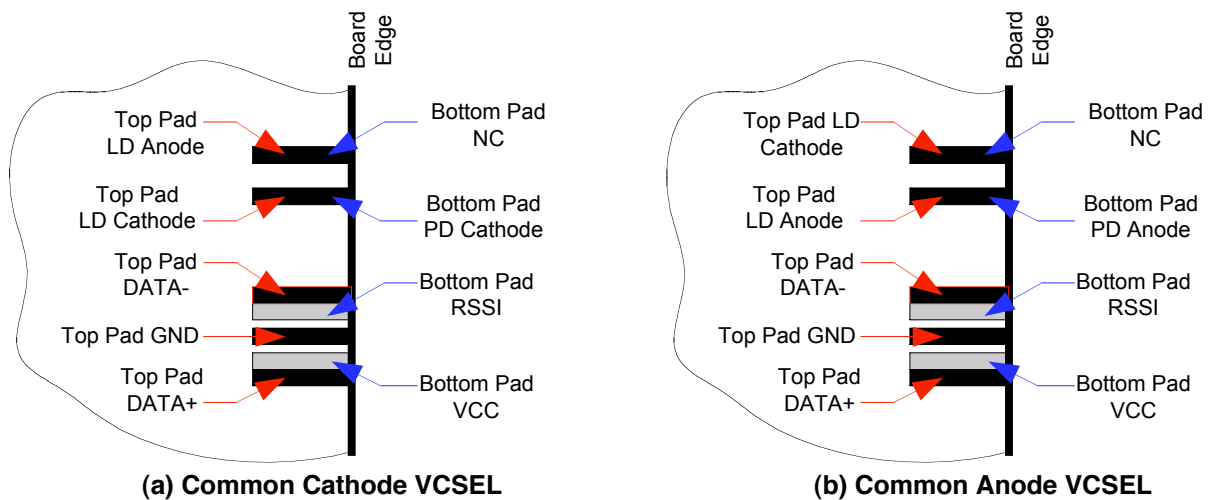 Board
Edge
Top Pad
LD Anode
Bottom Pad
NC
Top Pad
LD Cathode
Bottom Pad
PD Cathode
Top Pad
DATA-
Bottom Pad
RSSI
Top Pad GND
Top Pad
DATA+
Bottom Pad
VCC
(a) Common Cathode VCSEL
Board
Edge
Top Pad LD
Cathode
Bottom Pad
NC
Top Pad
LD Anode
Bottom Pad
PD Anode
Top Pad
DATA-
Bottom Pad
RSSI
Top Pad GND
Top Pad
DATA+
Bottom Pad
VCC
(b) Common Anode VCSEL